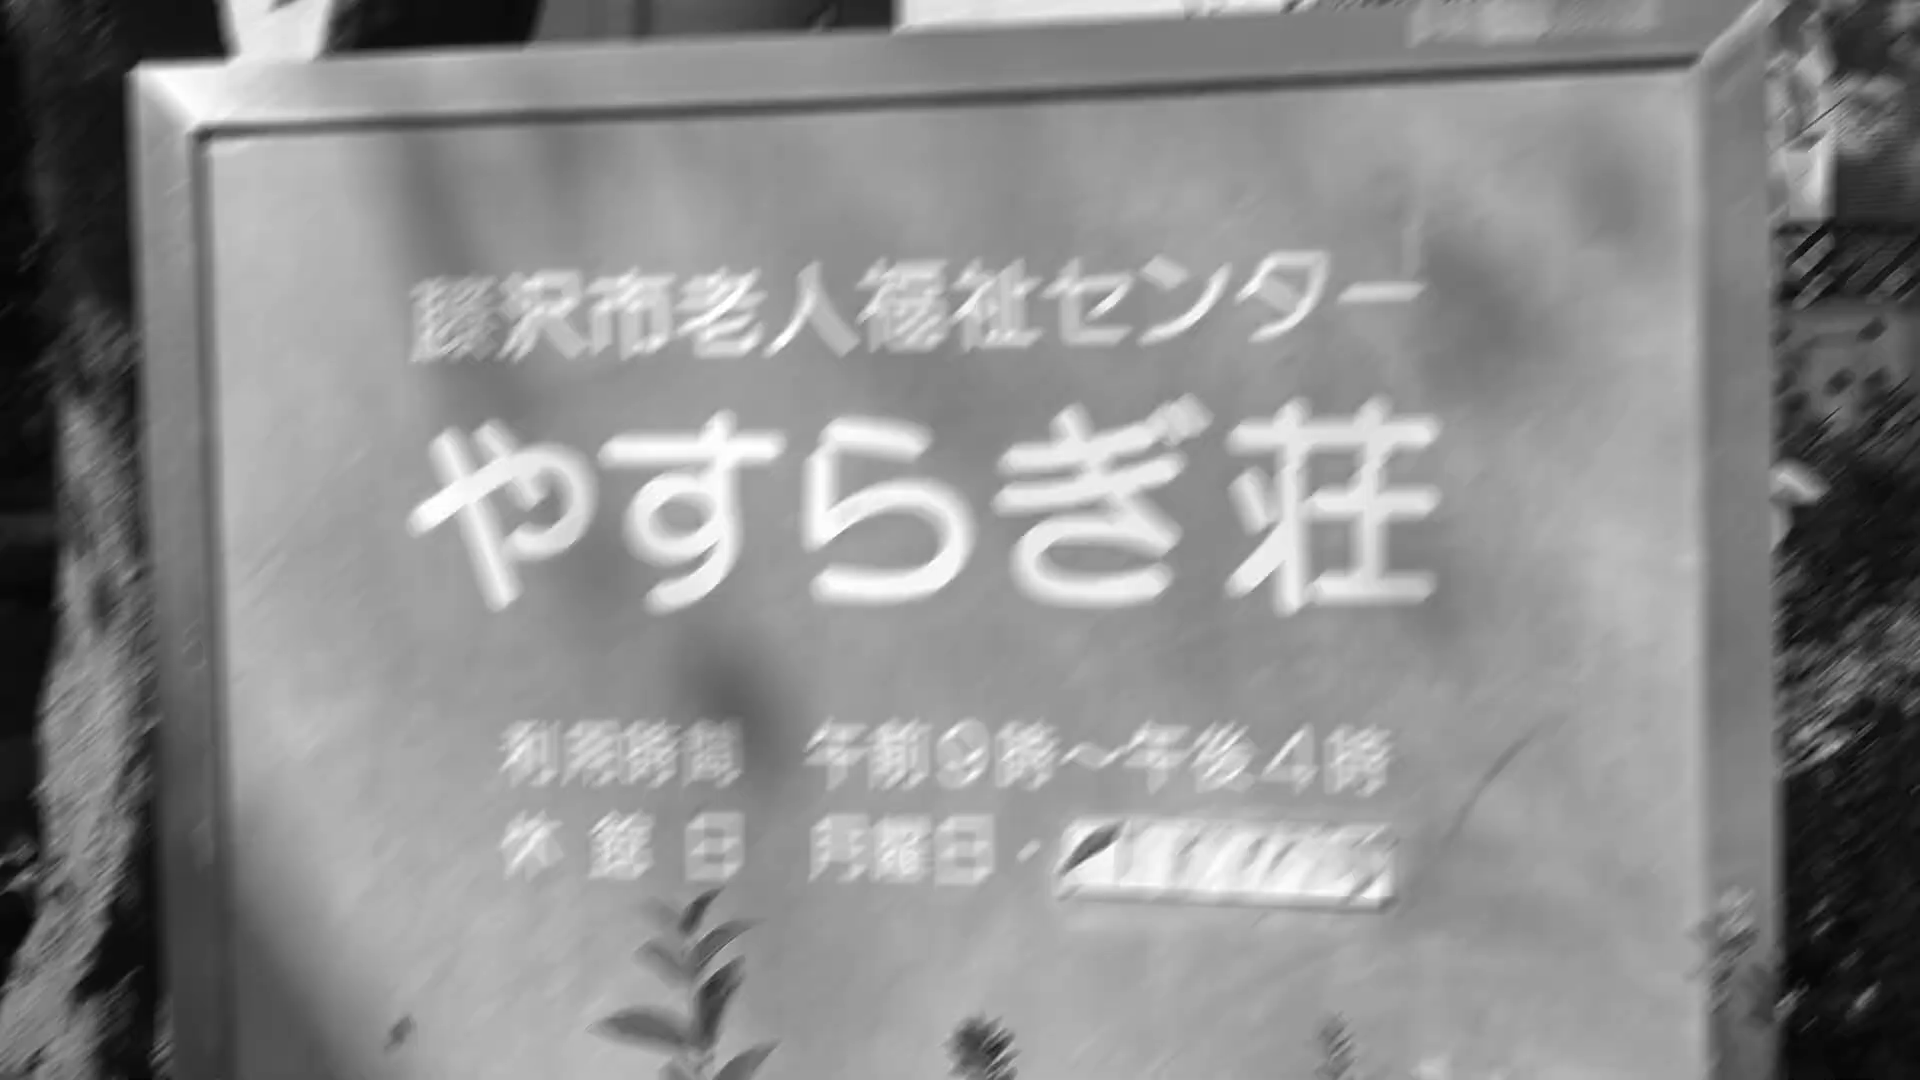 藤沢市老人福祉センター
やすらぎ荘
利用時間 午前9時～午後4時
休館日 月曜日・